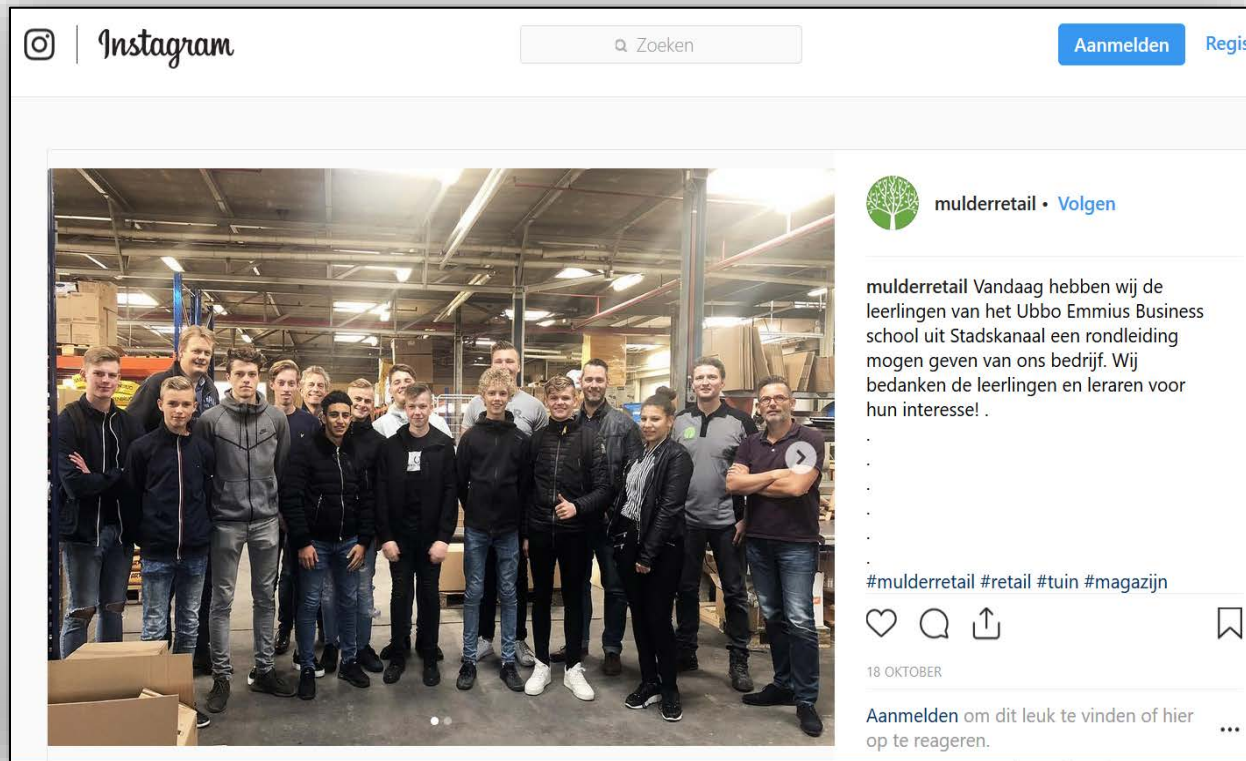 Instagram
Zoeken
Aanmelden
Regis
mulderretail • Volgen
mulderretail Vandaag hebben wij de
leerlingen van het Ubbo Emmius Business
school uit Stadskanaal een rondleiding
mogen geven van ons bedrijf. Wij
bedanken de leerlingen en leraren voor
hun interesse! .
.
.
.
.
.
.
#mulderretail #retail #tuin #magazijn
18 OKTOBER
Aanmelden om dit leuk te vinden of hier
op te reageren.